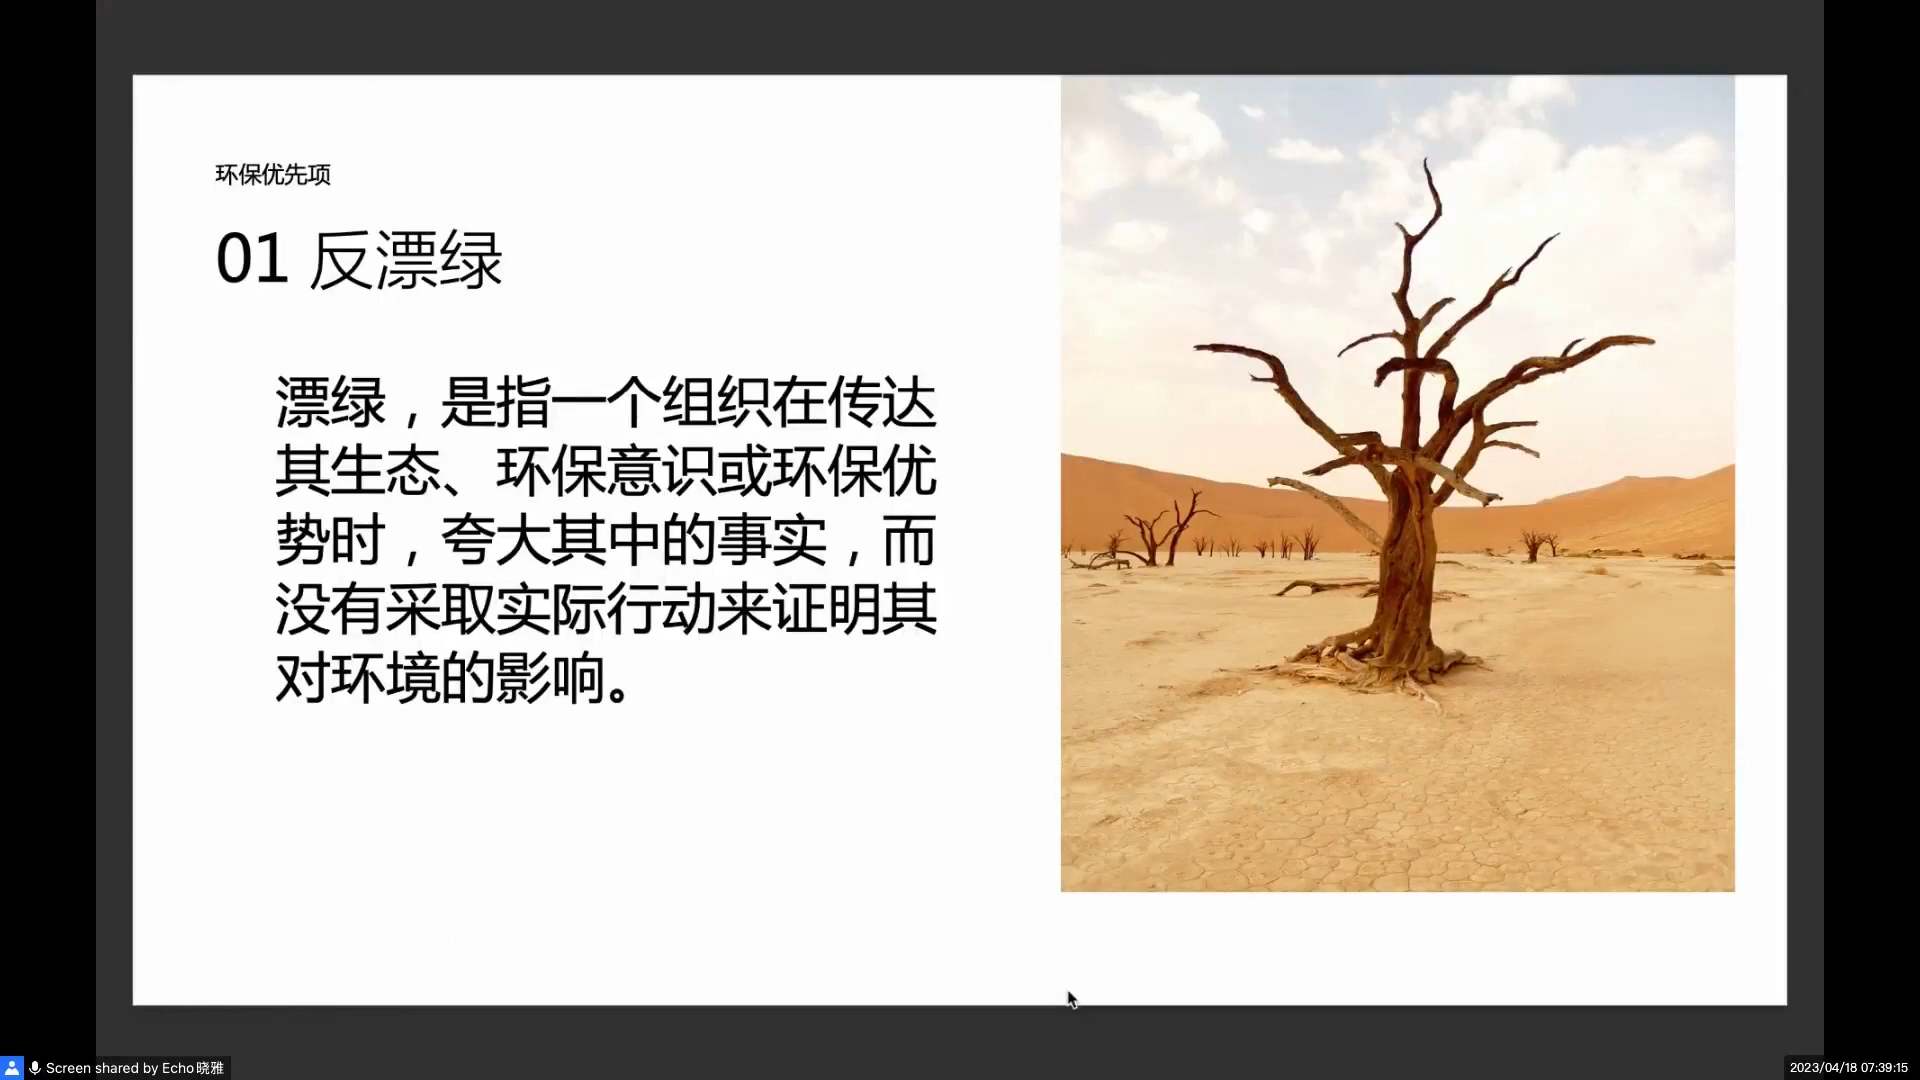 环保优先项
01 反漂绿
漂绿，是指一个组织在传达
其生态、环保意识或环保优
势时，夸大其中的事实，而
没有采取实际行动来证明其
对环境的影响。
Screen shared by Echo晓雅
2023/04/18 07:39:15